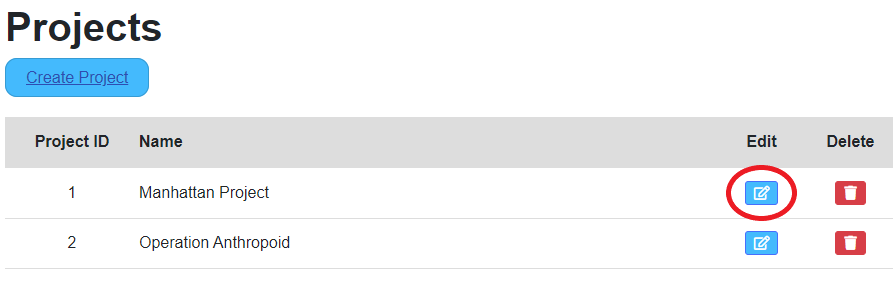 Projects
Create Project
Project ID Name Edit Delete
1 Manhattan Project
2 Operation Anthropoid